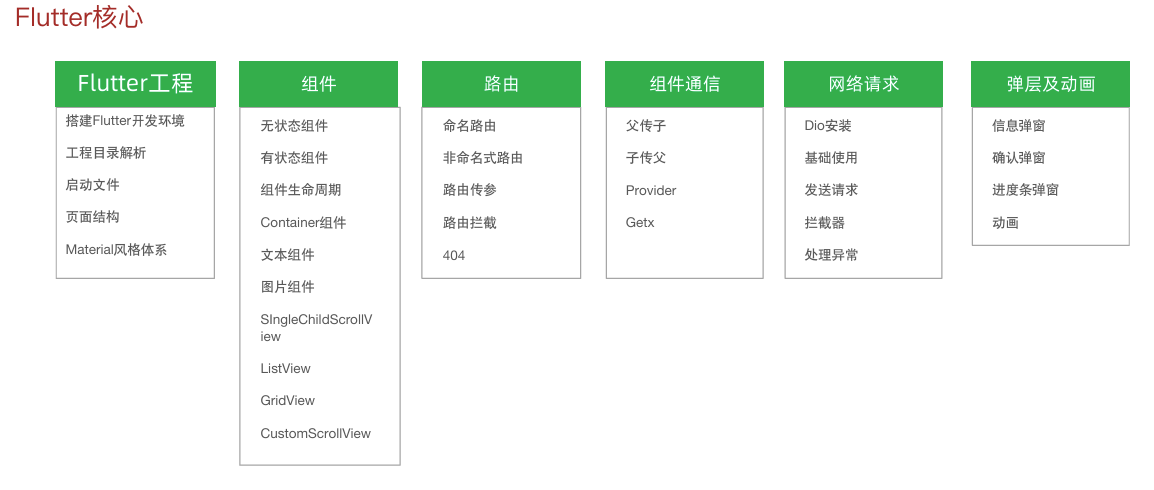 Flutter核心
Flutter工程
搭建Flutter开发环境
工程目录解析
启动文件
页面结构
Material风格体系
组件
无状态组件
有状态组件
组件生命周期
Container组件
文本组件
图片组件
SIngleChildScrollV
iew
ListView
GridView
CustomScrollView
路由
命名路由
非命名式路由
路由传参
路由拦截
404
组件通信
父传子
子传父
Provider
Getx
网络请求
Dio安装
基础使用
发送请求
拦截器
处理异常
弹层及动画
信息弹窗
确认弹窗
进度条弹窗
动画